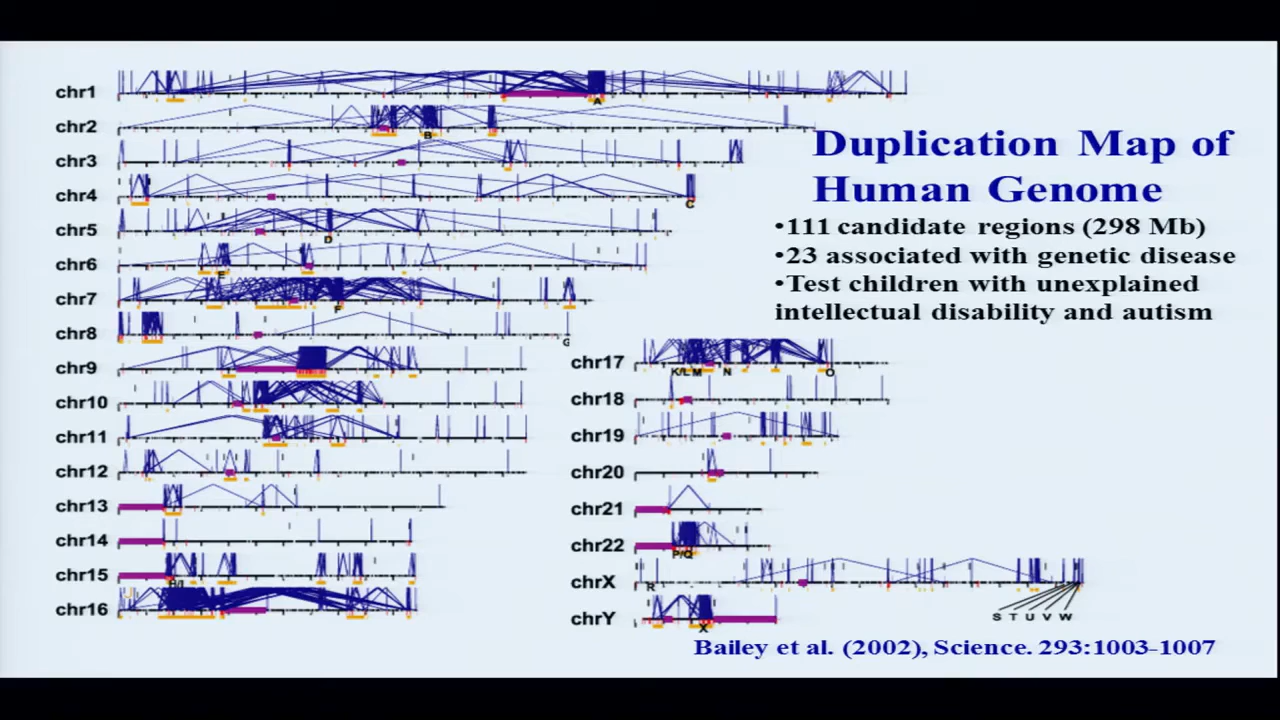 Duplication Map of
Human Genome
•111 candidate regions (298 Mb)
•23 associated with genetic disease
•Test children with unexplained
intellectual disability and autism
chr1
A
chr2
B
chr3
chr4
C
chr5
D
chr6
E
chr7
F
chr8
G
chr9
chr10
chr11
chr12
chr13
chr14
chr15
H/I
chr16
chr17
K/L M N O
chr18
chr19
chr20
chr21
chr22
P/Q
chrX
R
S T U V W
chrY
X
Bailey et al. (2002), Science. 293:1003-1007